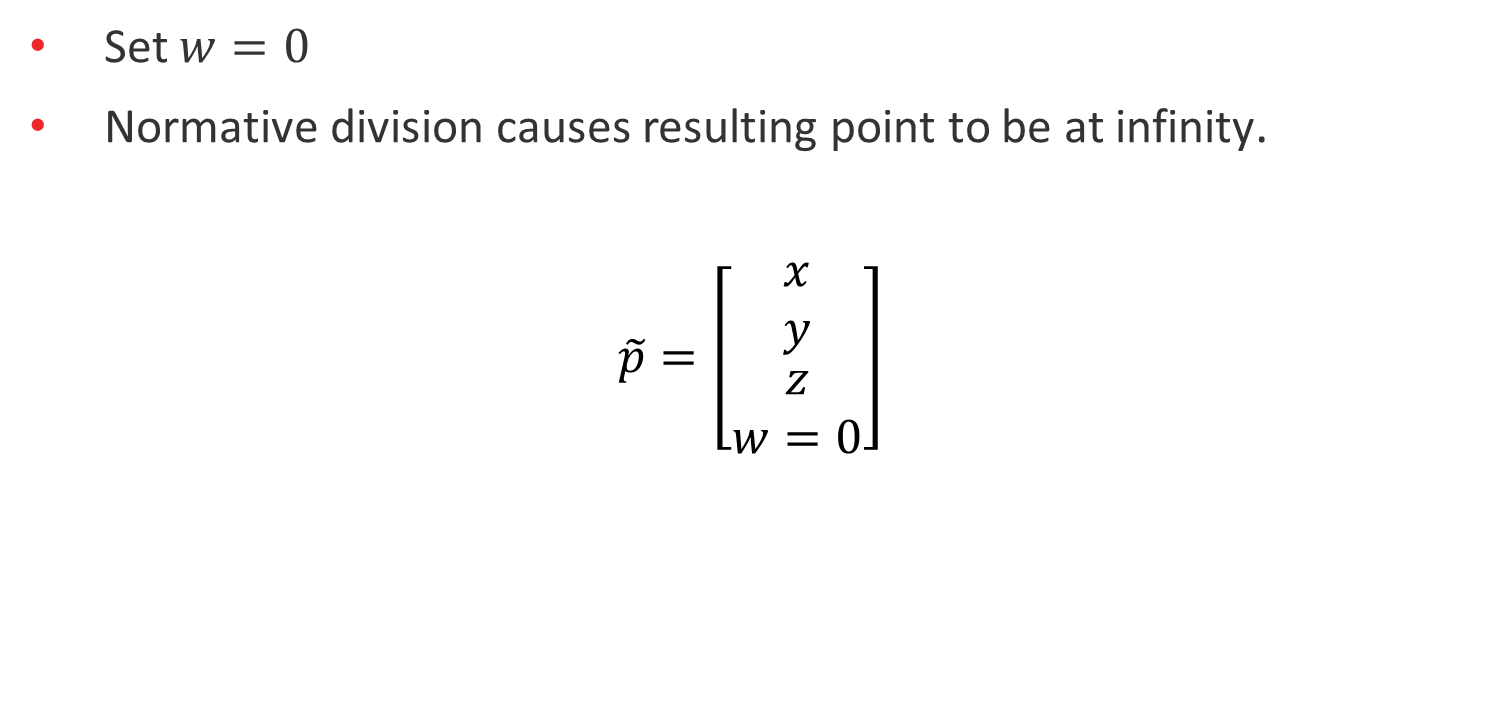 • Set w = 0
• Normative division causes resulting point to be at infinity.
p̃ = [
x
y
z
w = 0
]